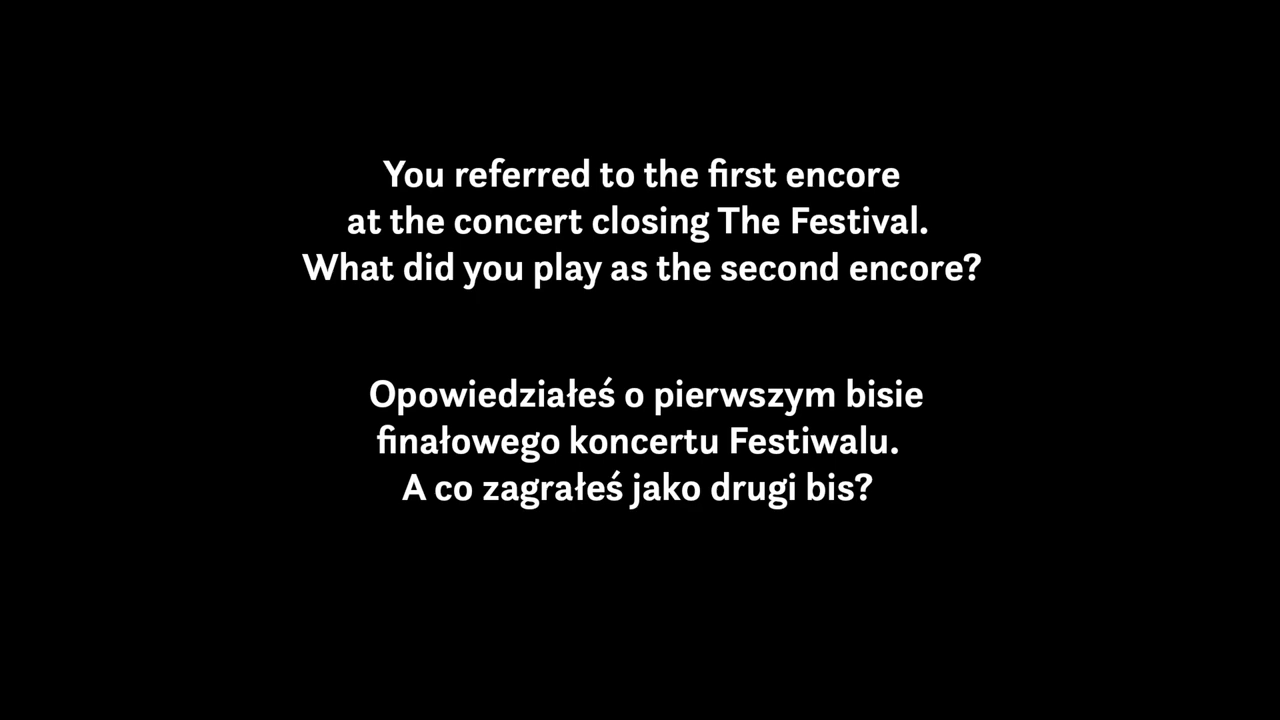 You referred to the first encore
at the concert closing The Festival.
What did you play as the second encore?
Opowiedziałeś o pierwszym bisie
finałowego koncertu Festiwalu.
A co zagrałeś jako drugi bis?